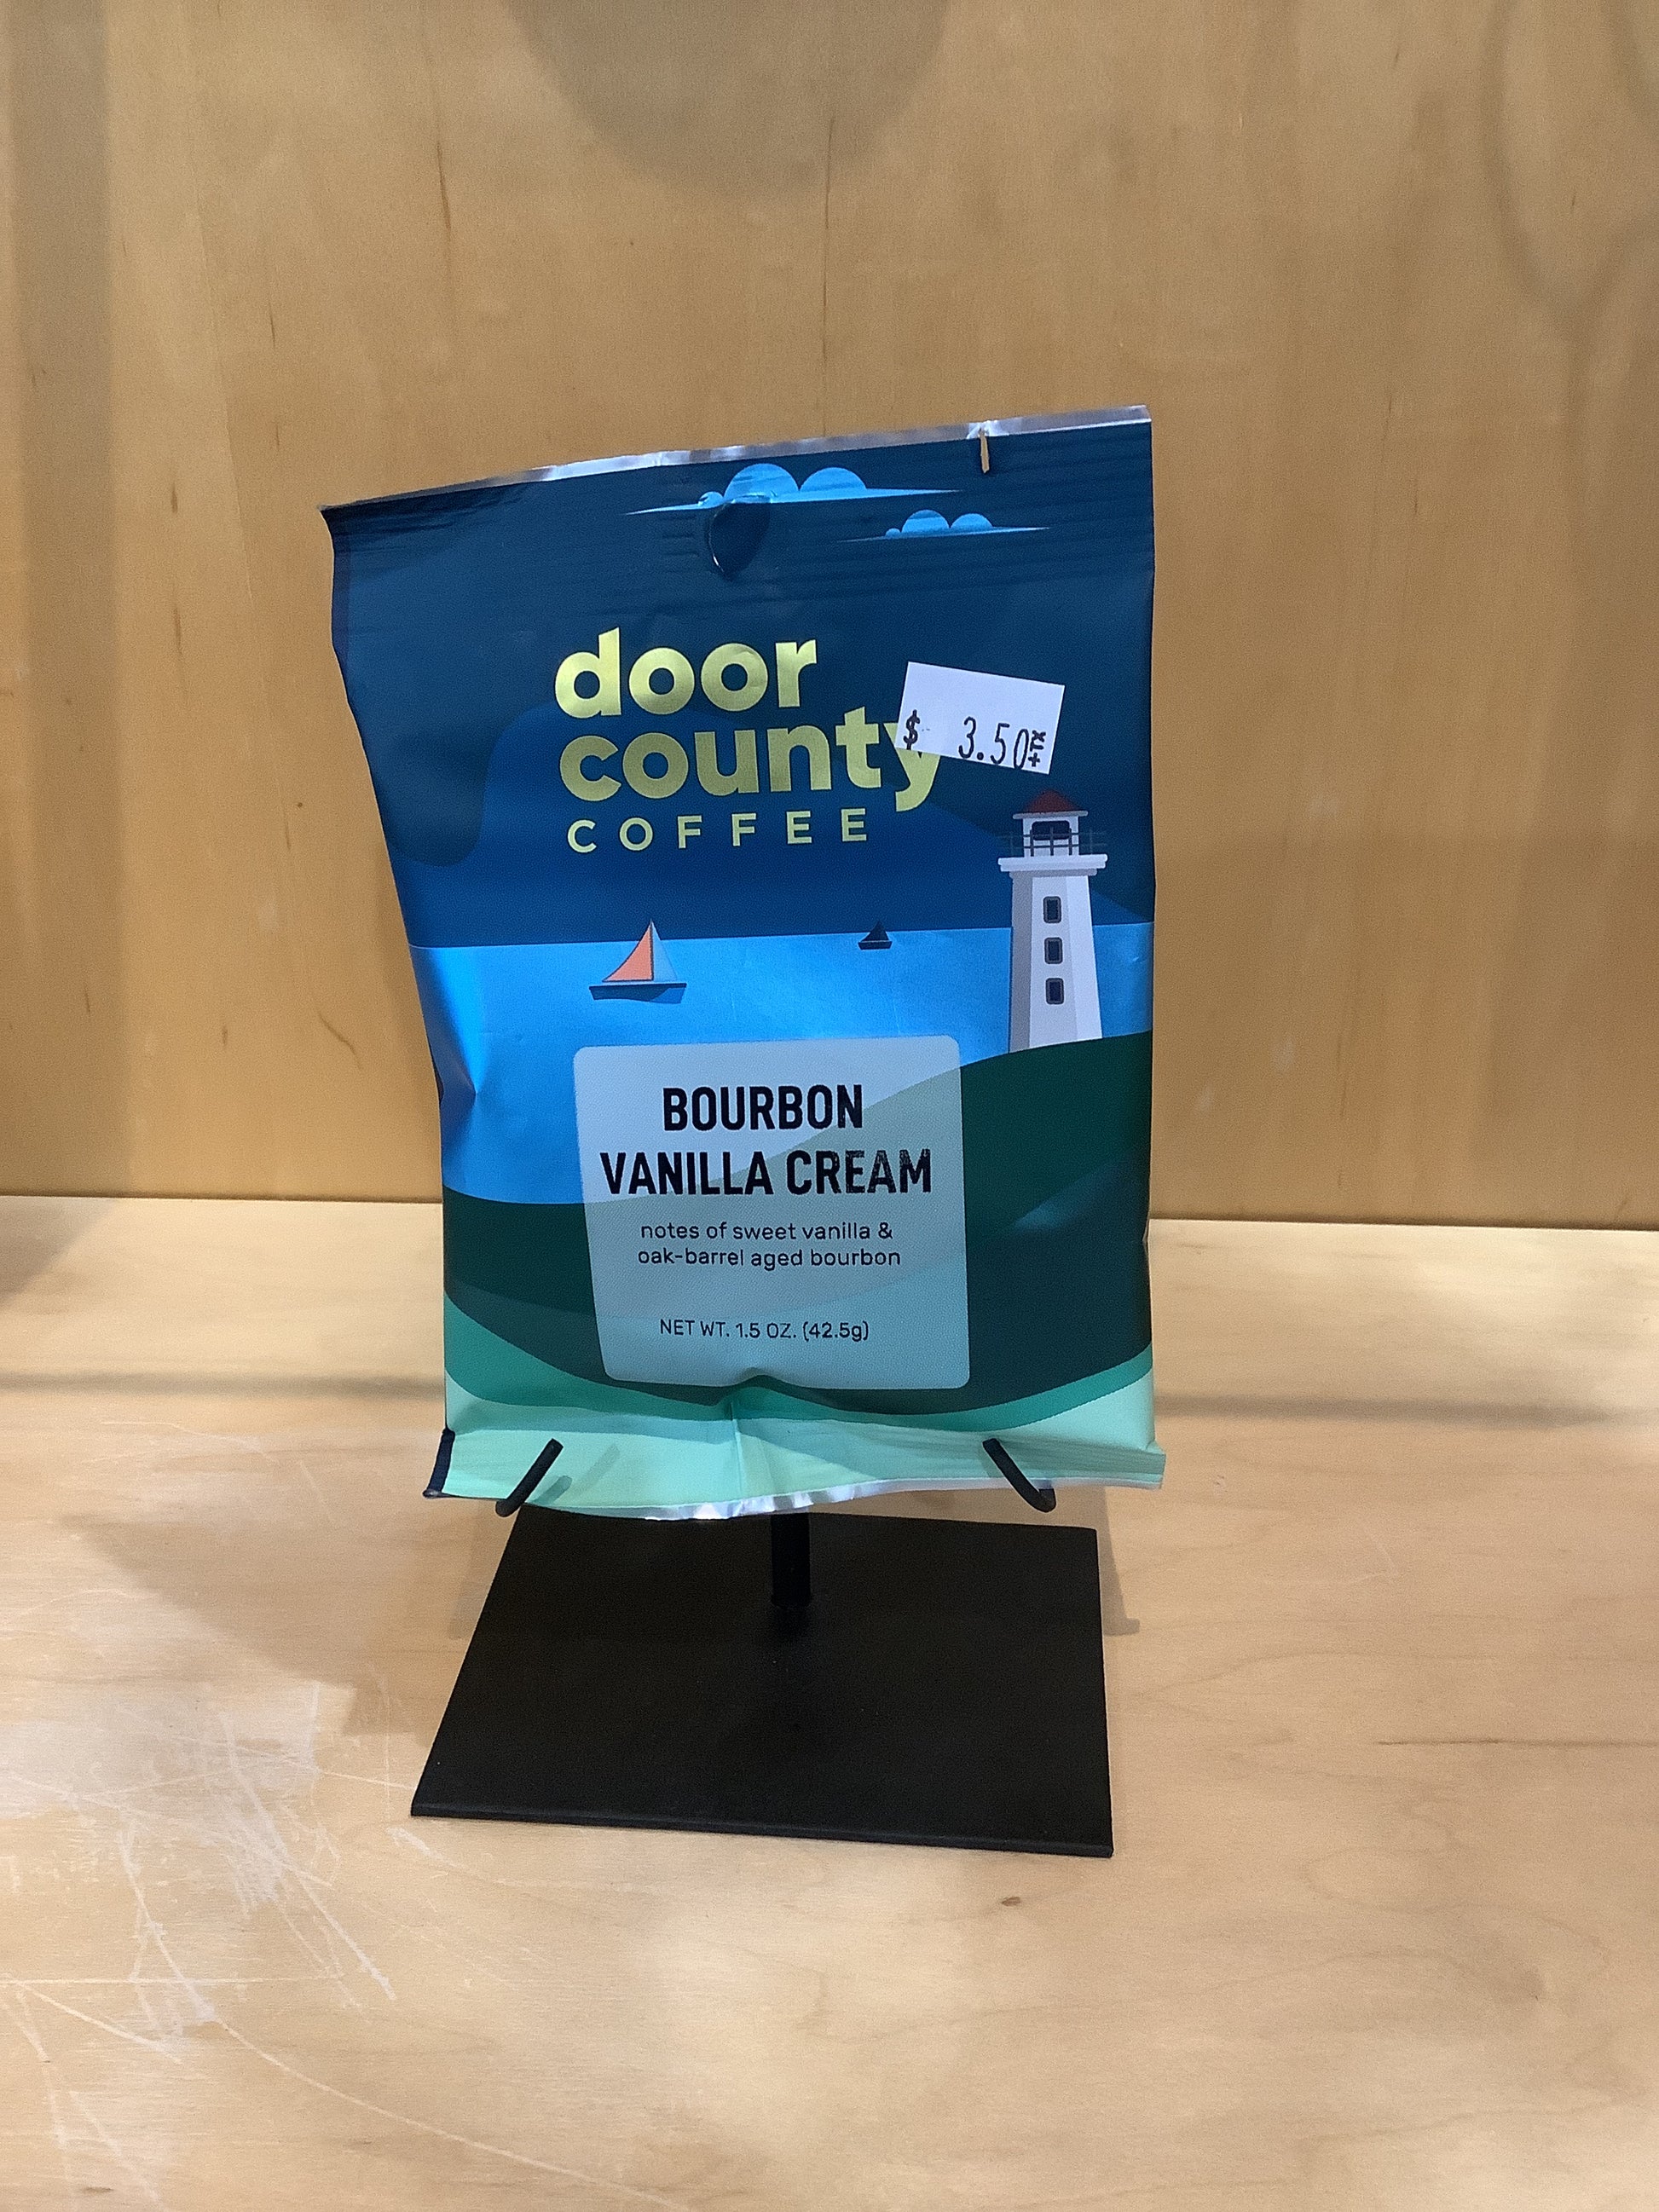 door
county
COFFEE
$ 3.50
BOURBON
VANILLA CREAM
notes of sweet vanilla &
oak-barrel aged bourbon
NET WT. 1.5 OZ. (42.5g)